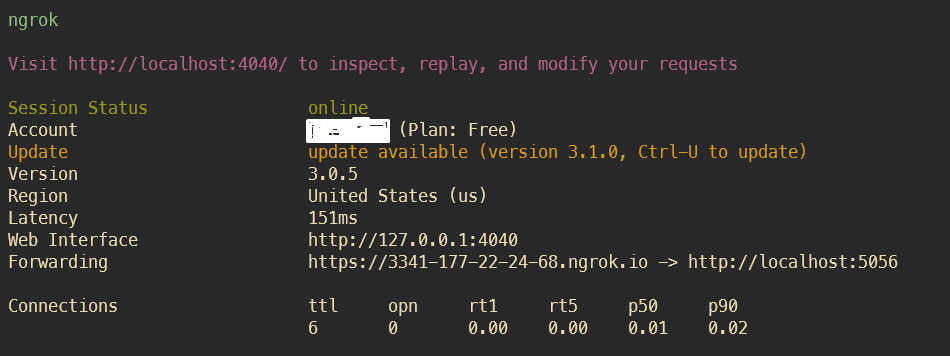 ngrok
Visit http://localhost:4040/ to inspect, replay, and modify your requests
Session Status online
Account (Plan: Free)
Update update available (version 3.1.0, Ctrl-U to update)
Version 3.0.5
Region United States (us)
Latency 151ms
Web Interface http://127.0.0.1:4040
Forwarding https://3341-177-22-24-68.ngrok.io -> http://localhost:5056
Connections ttl opn rt1 rt5 p50 p90
6 0 0.00 0.00 0.01 0.02